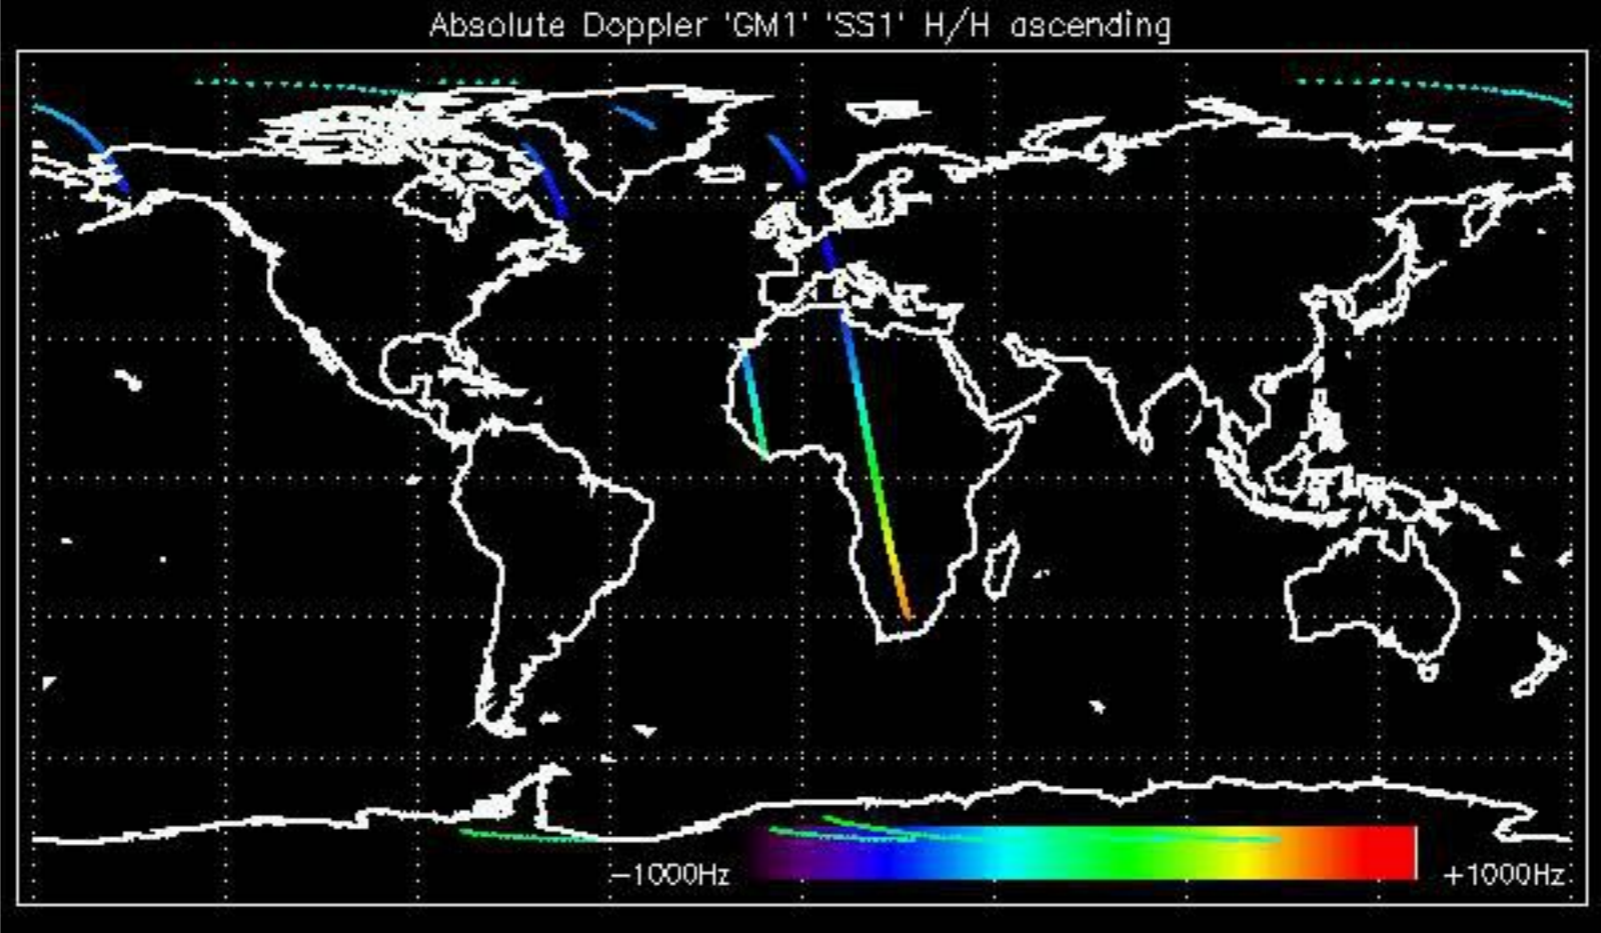 Absolute Doppler 'GM1' 'SS1' H/H ascending
−1000Hz
+1000Hz